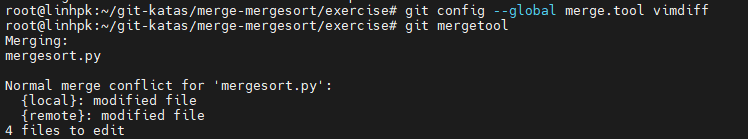 root@linhpk:~/git-katas/merge-mergesort/exercise# git config --global merge.tool vimdiff
root@linhpk:~/git-katas/merge-mergesort/exercise# git mergetool
Merging:
mergesort.py

Normal merge conflict for 'mergesort.py':
  {local}: modified file
  {remote}: modified file
4 files to edit